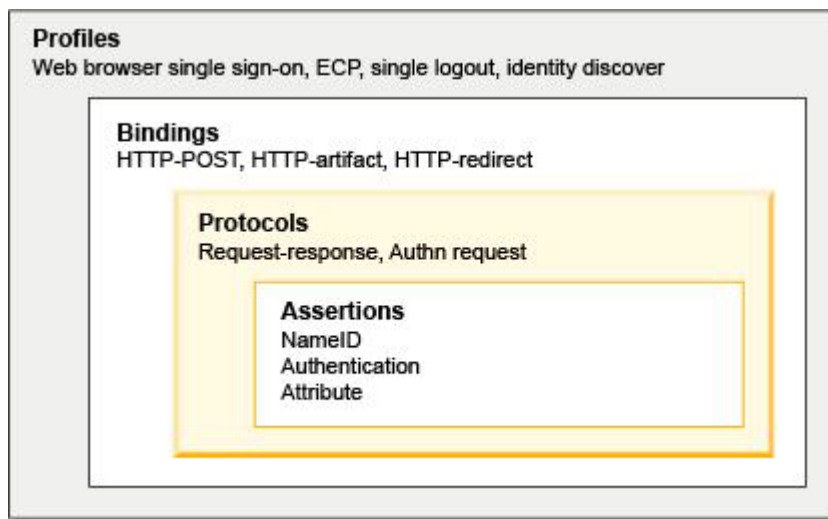 Profiles
Web browser single sign-on, ECP, single logout, identity discover
Bindings
HTTP-POST, HTTP-artifact, HTTP-redirect
Protocols
Request-response, Authn request
Assertions
NameID
Authentication
Attribute